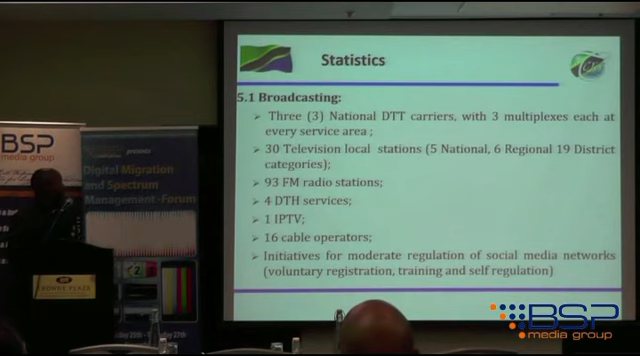 Statistics
5.1 Broadcasting:
Three (3) National DTT carriers, with 3 multiplexes each at
every service area ;
30 Television local stations (5 National, 6 Regional 19 District
categories);
93 FM radio stations;
4 DTH services;
1 IPTV;
16 cable operators;
Initiatives for moderate regulation of social media networks
(voluntary registration, training and self regulation)
BSP
media group
Digital Migration
and Spectrum
Management-Forum
BSP
media group